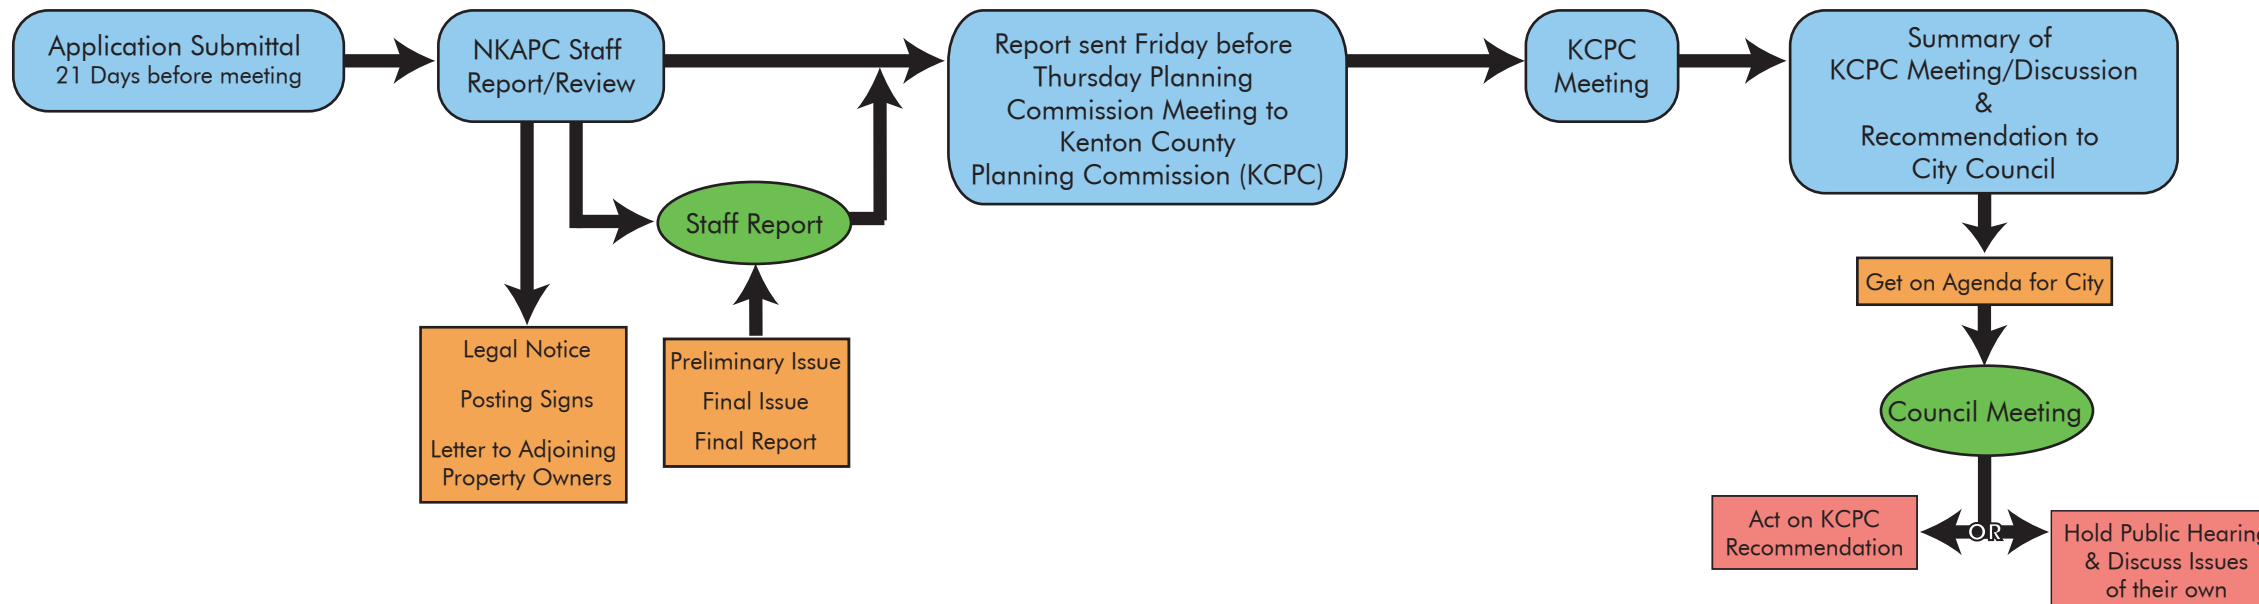 Application Submittal
21 Days before meeting
NKAPC Staff
Report/Review
Report sent Friday before
Thursday Planning
Commission Meeting to
Kenton County
Planning Commission (KCPC)
KCPC
Meeting
Summary of
KCPC Meeting/Discussion
&
Recommendation to
City Council
Staff Report
Legal Notice
Posting Signs
Letter to Adjoining
Property Owners
Preliminary Issue
Final Issue
Final Report
Get on Agenda for City
Council Meeting
Act on KCPC
Recommendation
OR
Hold Public Hearing
& Discuss Issues
of their own